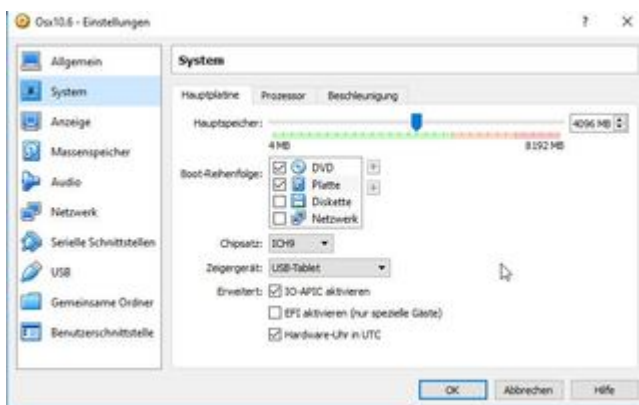 Osx10.6 - Einstellungen ? ×
Allgemein
System
Anzeige
Massenspeicher
Audio
Netzwerk
Serielle Schnittstellen
USB
Gemeinsame Ordner
Benutzerschnittstelle
System
Hauptplatine Prozessor Beschleunigung
Hauptspeicher: 4096 MB
4 MB 8192 MB
Boot-Reihenfolge: DVD
Platte
Diskette
Netzwerk
Chipsatz: ICH9
Zeigergerät: USB-Tablet
Erweitert: IO-APIC aktivieren
EFI aktivieren (nur spezielle Gäste)
Hardware-Uhr in UTC
OK Abbrechen Hilfe